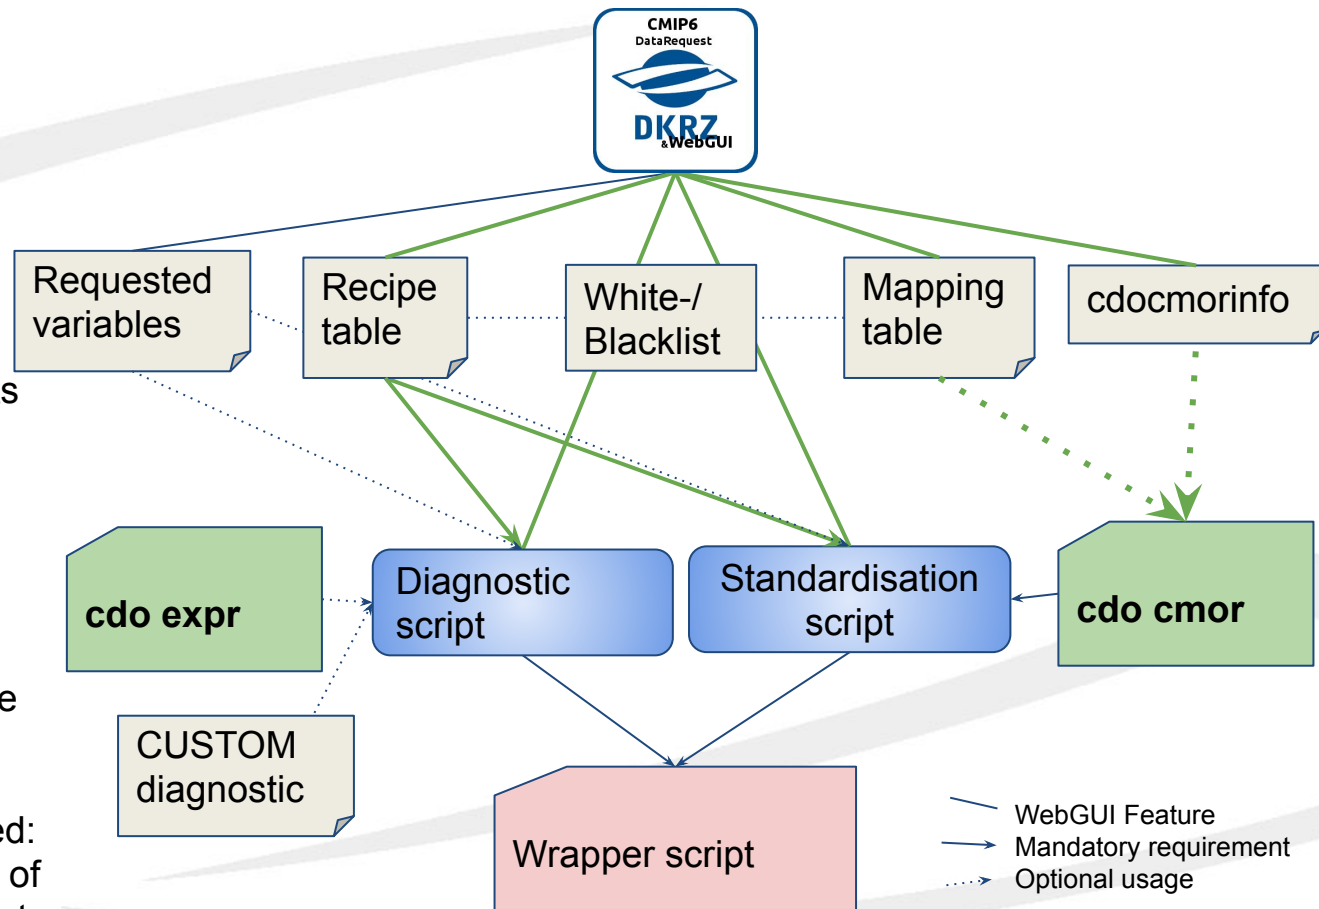 CMIP6
DataRequest
DKRZ
&WebGUI
Requested
variables
Recipe
table
White-/
Blacklist
Mapping
table
cdocmorinfo
cdo expr
Diagnostic
script
Standardisation
script
cdo cmor
e
CUSTOM
diagnostic
ed:
of
Wrapper script
WebGUI Feature
Mandatory requirement
Optional usage